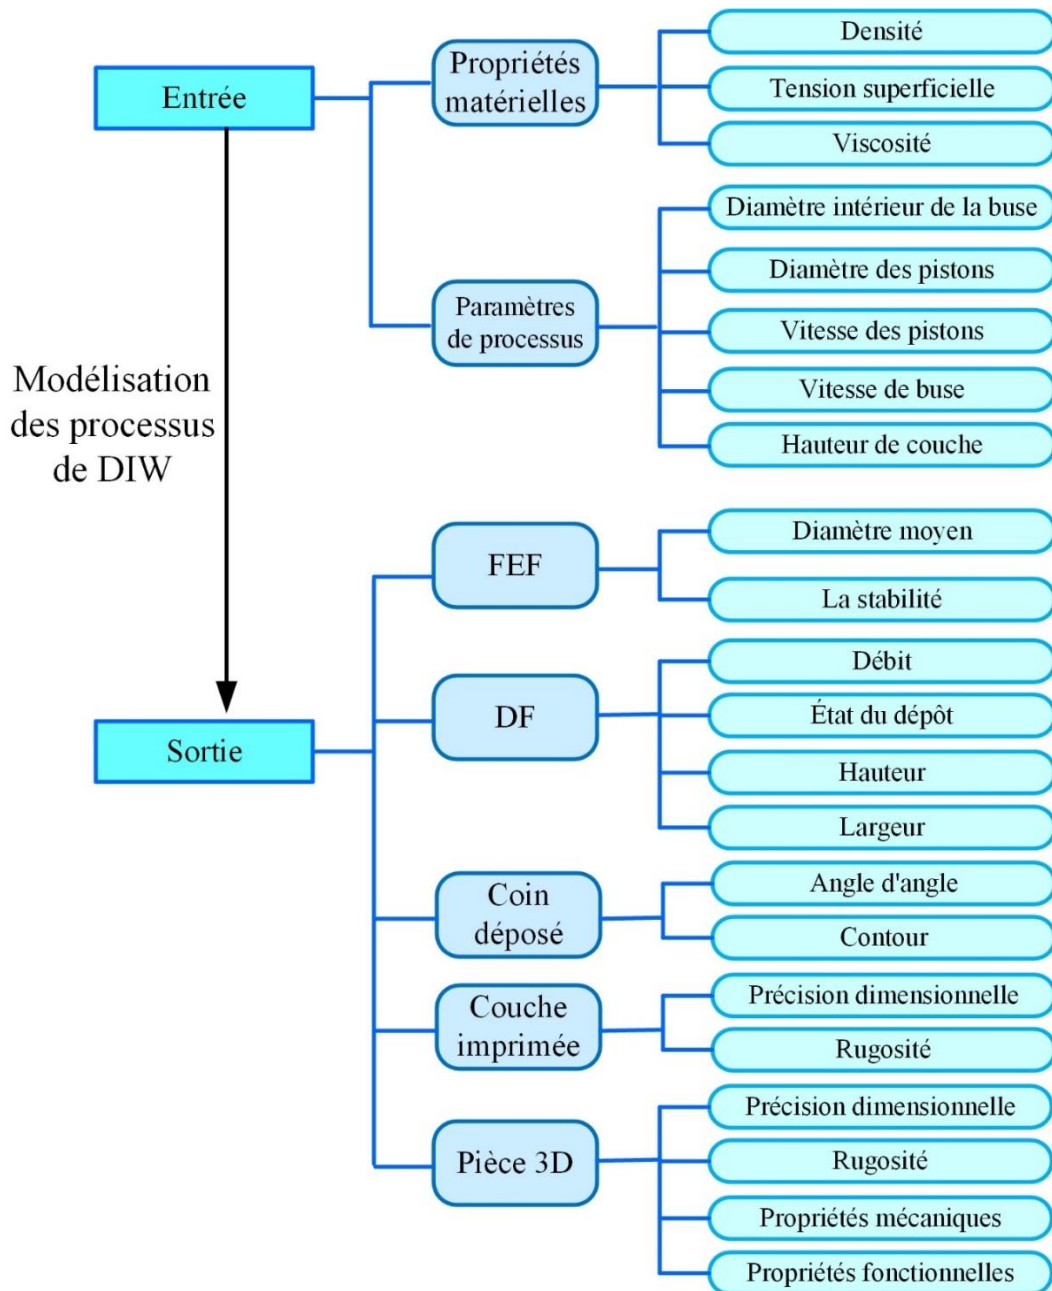 Entrée
Propriétés
matérielles
Densité
Tension superficielle
Viscosité
Paramètres
de processus
Diamètre intérieur de la buse
Diamètre des pistons
Vitesse des pistons
Vitesse de buse
Hauteur de couche
Modélisation
des processus
de DIW
Sortie
FEF
Diamètre moyen
La stabilité
DF
Débit
État du dépôt
Hauteur
Largeur
Coin
déposé
Angle d'angle
Contour
Couche
imprimée
Précision dimensionnelle
Rugosité
Pièce 3D
Précision dimensionnelle
Rugosité
Propriétés mécaniques
Propriétés fonctionnelles